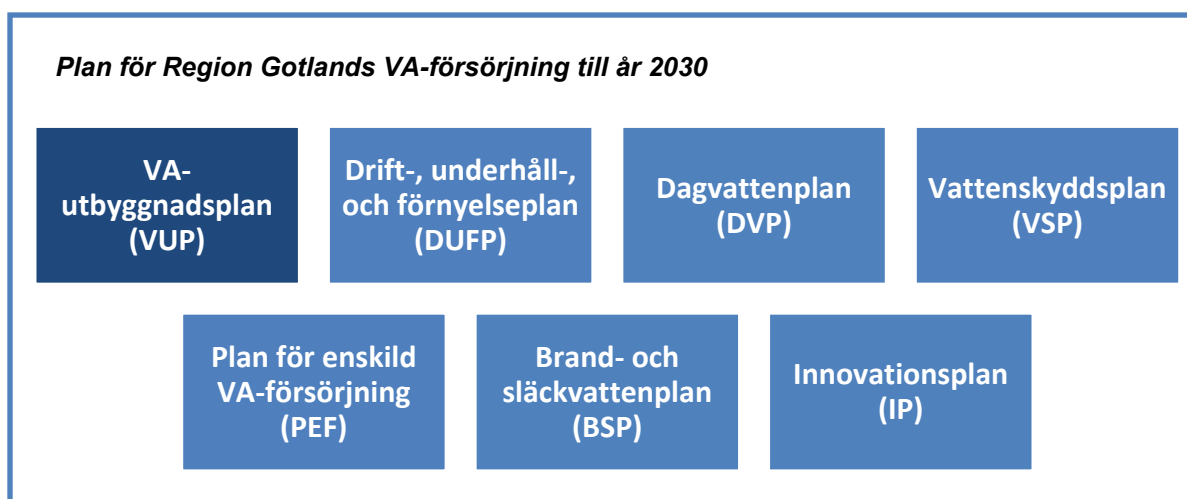 Plan för Region Gotlands VA-försörjning till år 2030
VA-
utbyggnadsplan
(VUP)
Drift-, underhåll-,
och förnyelseplan
(DUFP)
Dagvattenplan
(DVP)
Vattenskyddsplan
(VSP)
Plan för enskild
VA-försörjning
(PEF)
Brand- och
släckvattenplan
(BSP)
Innovationsplan
(IP)